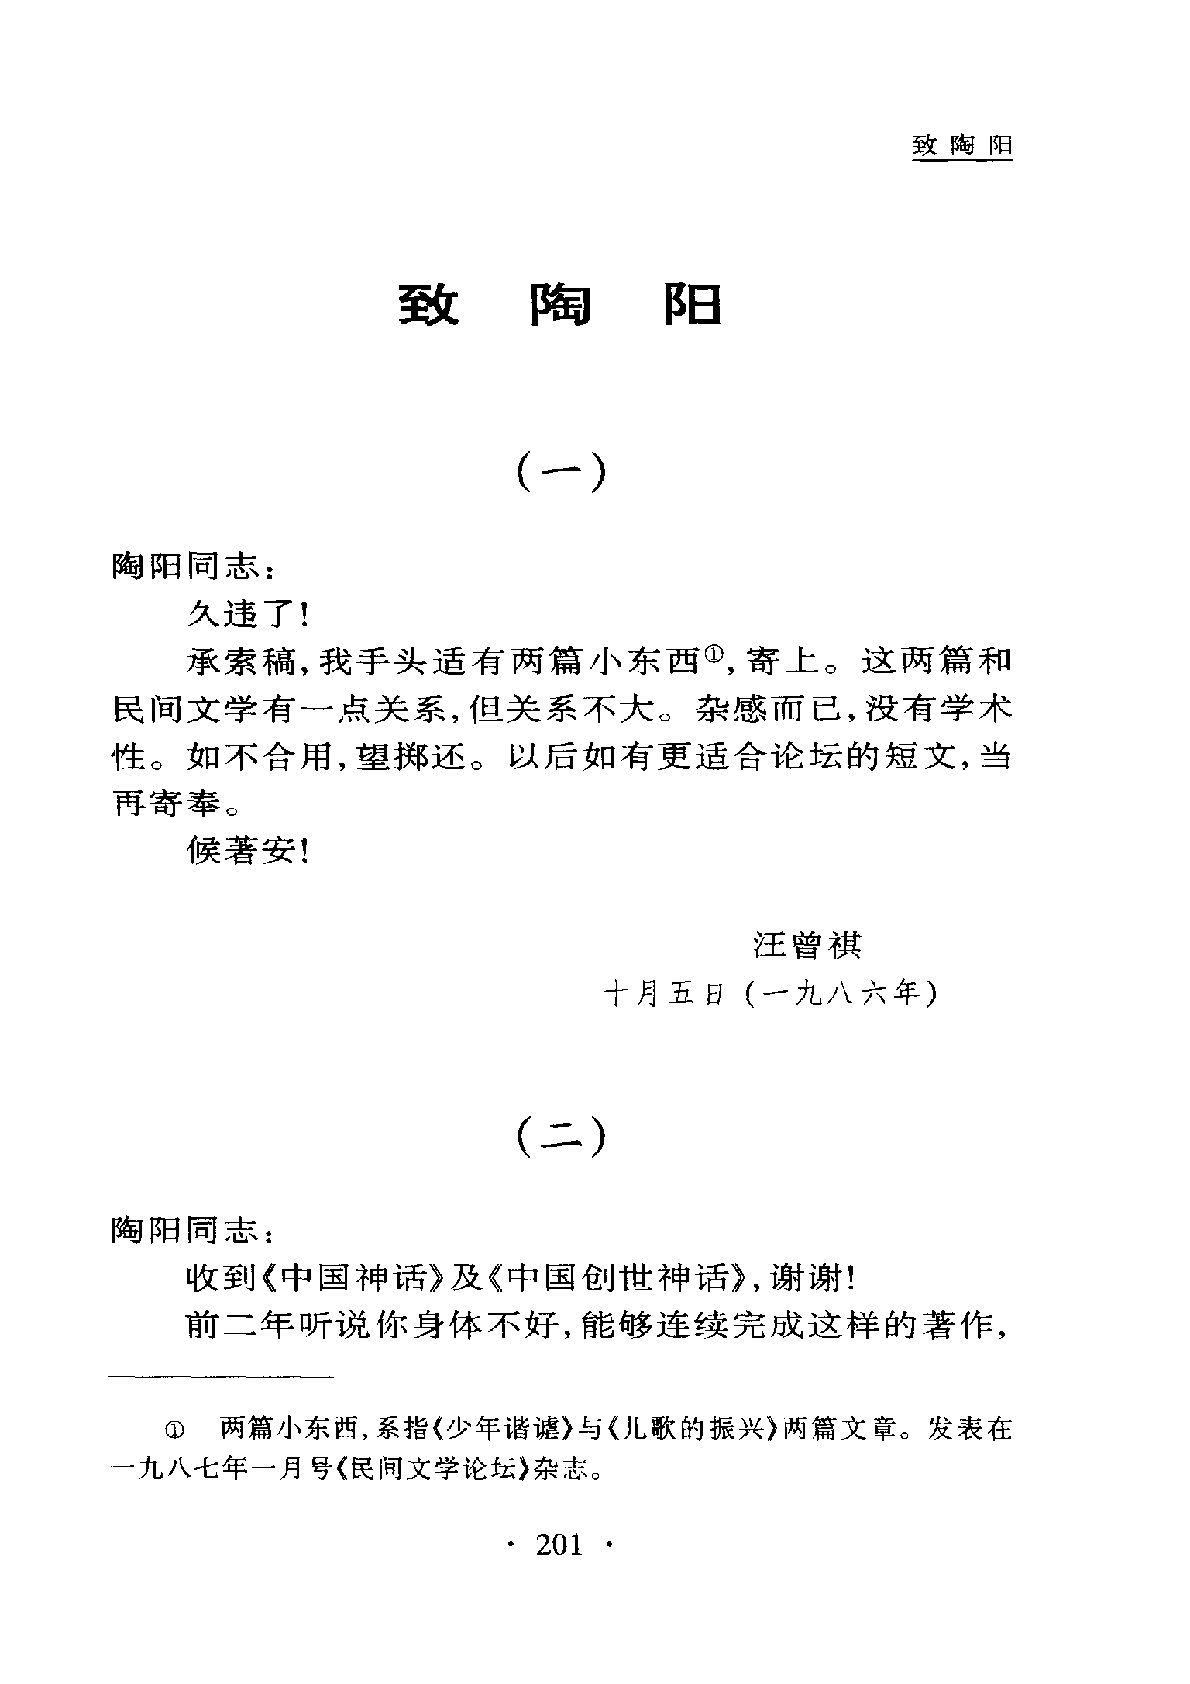 致陶阳
致 陶 阳
(一)
陶阳同志:
久违了!
承索稿,我手头适有两篇小东西①,寄上。这两篇和
民间文学有一点关系,但关系不大。杂感而已,没有学术
性。如不合用,望掷还。以后如有更适合论坛的短文,当
再寄奉。
候著安!
汪曾祺
十月五日(一九八六年)
(二)
陶阳同志:
收到《中国神话》及《中国创世神话》,谢谢!
前二年听说你身体不好,能够连续完成这样的著作,
① 两篇小东西,系指《少年谐谑》与《儿歌的振兴》两篇文章。发表在
一九八七年一月号《民间文学论坛》杂志。
· 201 ·